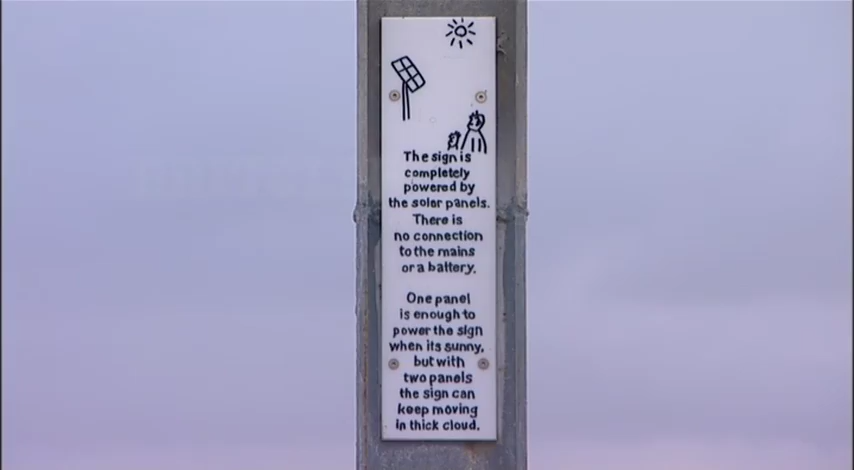 The sign is
completely
powered by
the solar panels.
There is
no connection
to the mains
or a battery.
One panel
is enough to
power the sign
when its sunny,
but with
two panels
the sign can
keep moving
in thick cloud.